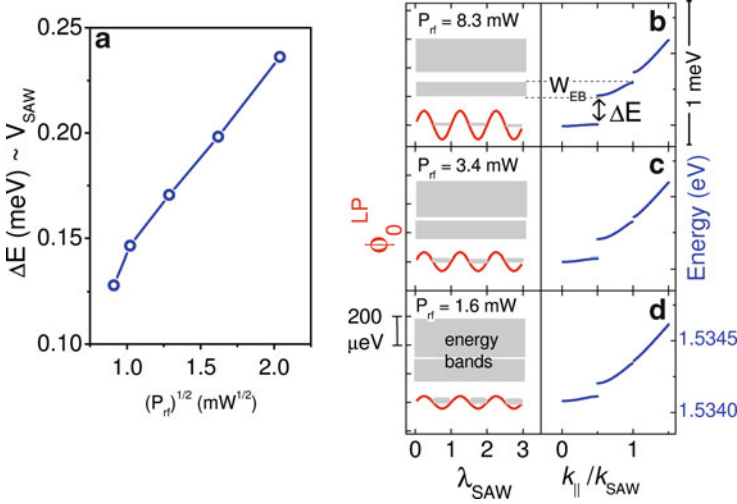 a
ΔE (meV) ~ V_SAW
0.25
0.20
0.15
0.10
1.0
1.5
2.0
(P_rf)^1/2 (mW^1/2)
P_rf = 8.3 mW
b
W_EB
ΔE
1 meV
P_rf = 3.4 mW
c
Φ_0^LP
Energy (eV)
P_rf = 1.6 mW
d
200
μeV
energy
bands
1.5345
1.5340
0 1 2 3
0 1
λ_SAW
k_||/k_SAW